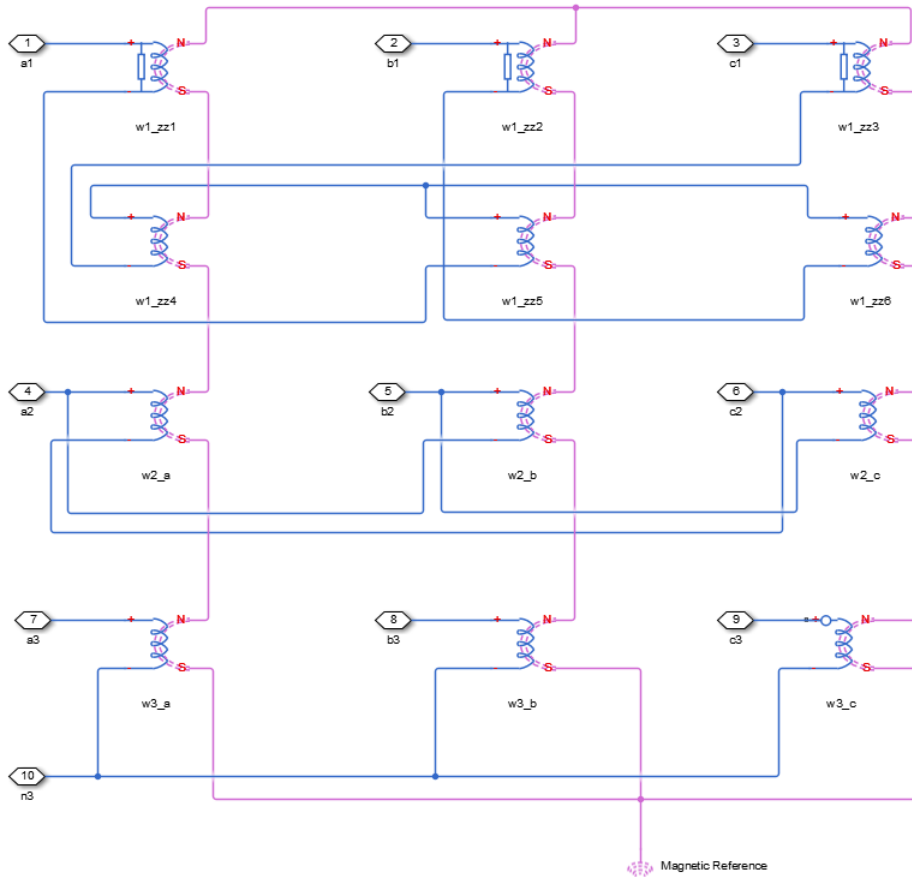 1 + N 2 + N 3 + N
a1 b1 c1
- S - S - S
w1_zz1 w1_zz2 w1_zz3
+ N + N + N
- S - S - S
w1_zz4 w1_zz5 w1_zz6
4 + N 5 + N 6 + N
a2 b2 c2
- S - S - S
w2_a w2_b w2_c
7 + N 8 + N 9 + N
a3 b3 c3
- S - S - S
w3_a w3_b w3_c
10
n3
Magnetic Reference